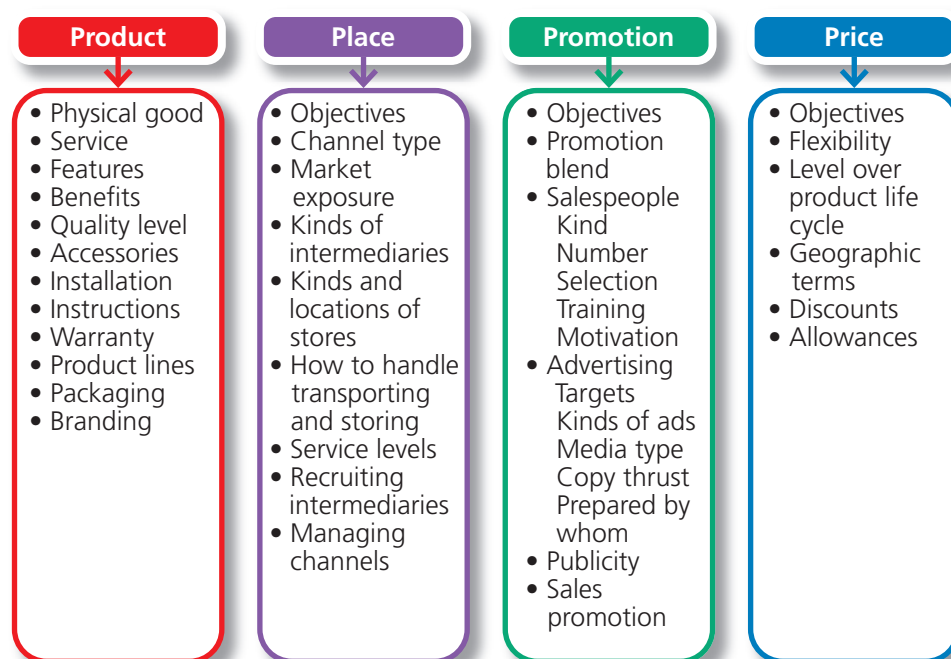 Product
• Physical good
• Service
• Features
• Benefits
• Quality level
• Accessories
• Installation
• Instructions
• Warranty
• Product lines
• Packaging
• Branding
Place
• Objectives
• Channel type
• Market
exposure
• Kinds of
intermediaries
• Kinds and
locations of
stores
• How to handle
transporting
and storing
• Service levels
• Recruiting
intermediaries
• Managing
channels
Promotion
• Objectives
• Promotion
blend
• Salespeople
Kind
Number
Selection
Training
Motivation
• Advertising
Targets
Kinds of ads
Media type
Copy thrust
Prepared by
whom
• Publicity
• Sales
promotion
Price
• Objectives
• Flexibility
• Level over
product life
cycle
• Geographic
terms
• Discounts
• Allowances